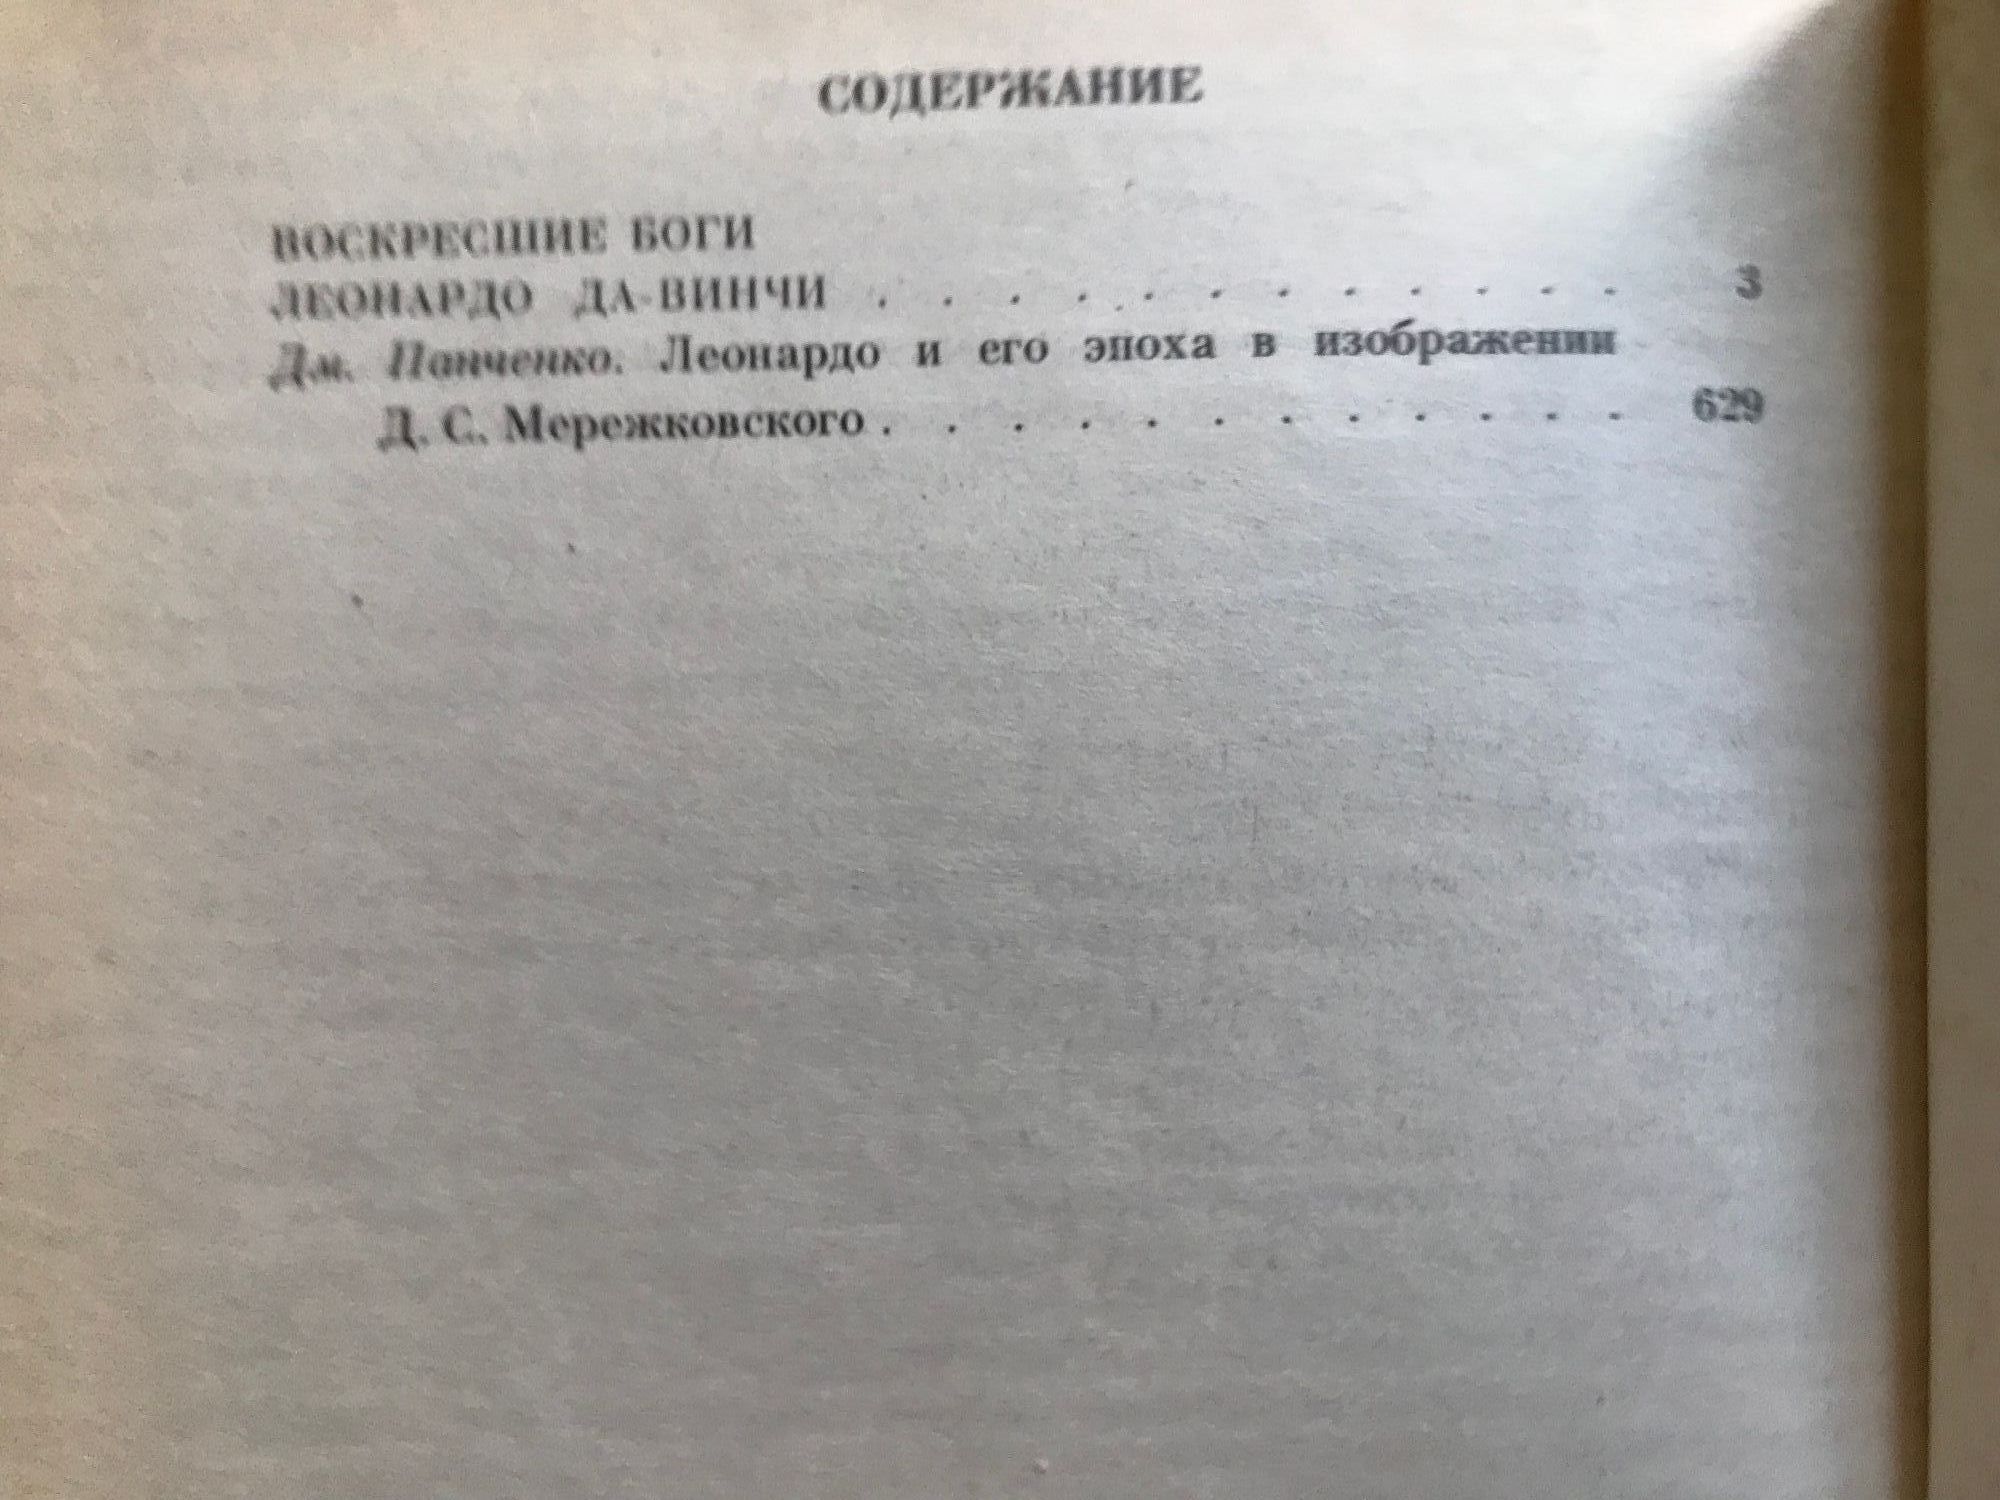 СОДЕРЖАНИЕ
ВОСКРЕСШИЕ БОГИ
ЛЕОНАРДО ДА-ВИНЧИ . . . . . . . . . . . . 3
Дм. Панченко. Леонардо и его эпоха в изображении
Д. С. Мережковского . . . . . . . . . . . . 629